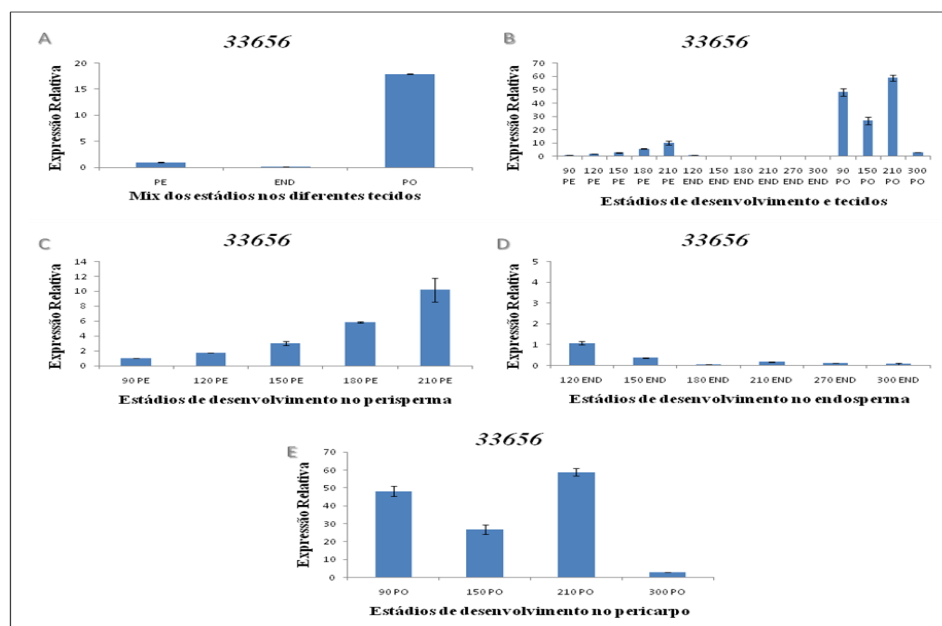 A
33656
Expressão Relativa
20
15
10
5
0
PE END PO
Mix dos estádios nos diferentes tecidos
B
33656
Expressão Relativa
70
60
50
40
30
20
10
0
90 120 150 180 210 120 150 180 210 270 300 90 150 210 300
PE PE PE PE PE END END END END END END PO PO PO PO
Estádios de desenvolvimento e tecidos
C
33656
Expressão Relativa
14
12
10
8
6
4
2
0
90 PE 120 PE 150 PE 180 PE 210 PE
Estádios de desenvolvimento no perisperma
D
33656
Expressão Relativa
5
4
3
2
1
0
120 END 150 END 180 END 210 END 270 END 300 END
Estádios de desenvolvimento no endosperma
E
33656
Expressão Relativa
70
60
50
40
30
20
10
0
90 PO 150 PO 210 PO 300 PO
Estádios de desenvolvimento no pericarpo